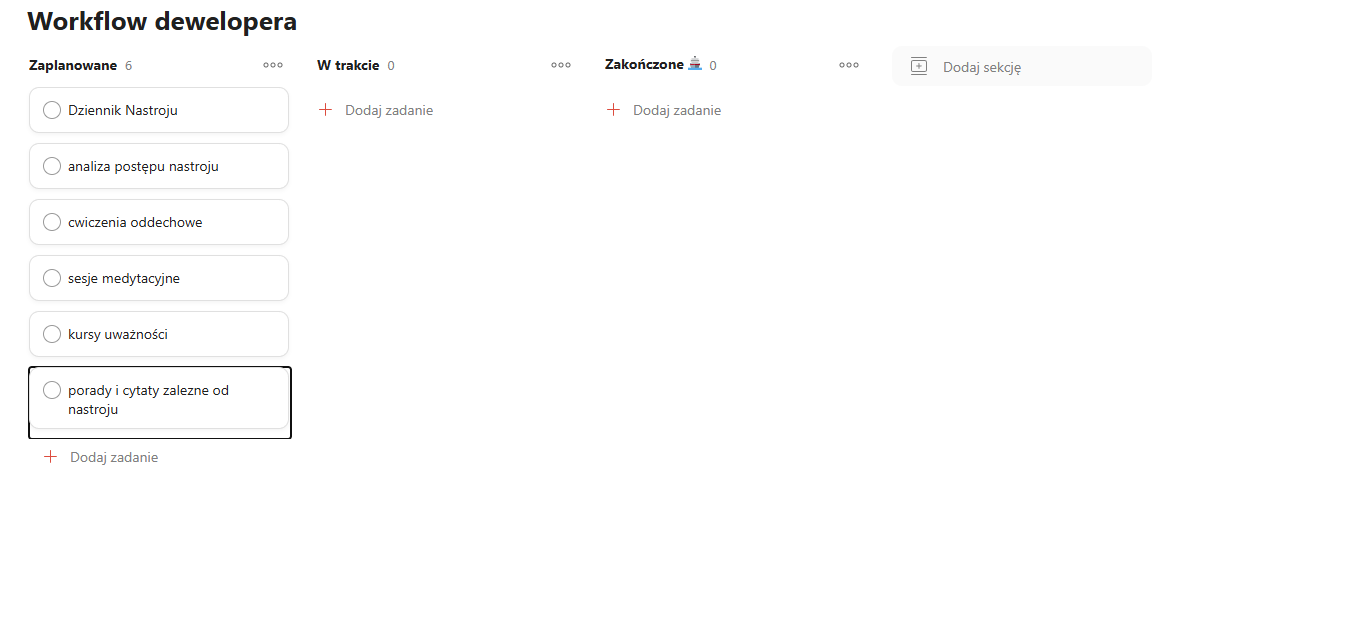 Workflow dewelopera
Zaplanowane 6
Dziennik Nastroju
analiza postępu nastroju
cwiczenia oddechowe
sesje medytacyjne
kursy uważności
porady i cytaty zalezne od
nastroju
Dodaj zadanie
W trakcie 0
Dodaj zadanie
Zakończone 🚢 0
Dodaj zadanie
Dodaj sekcję